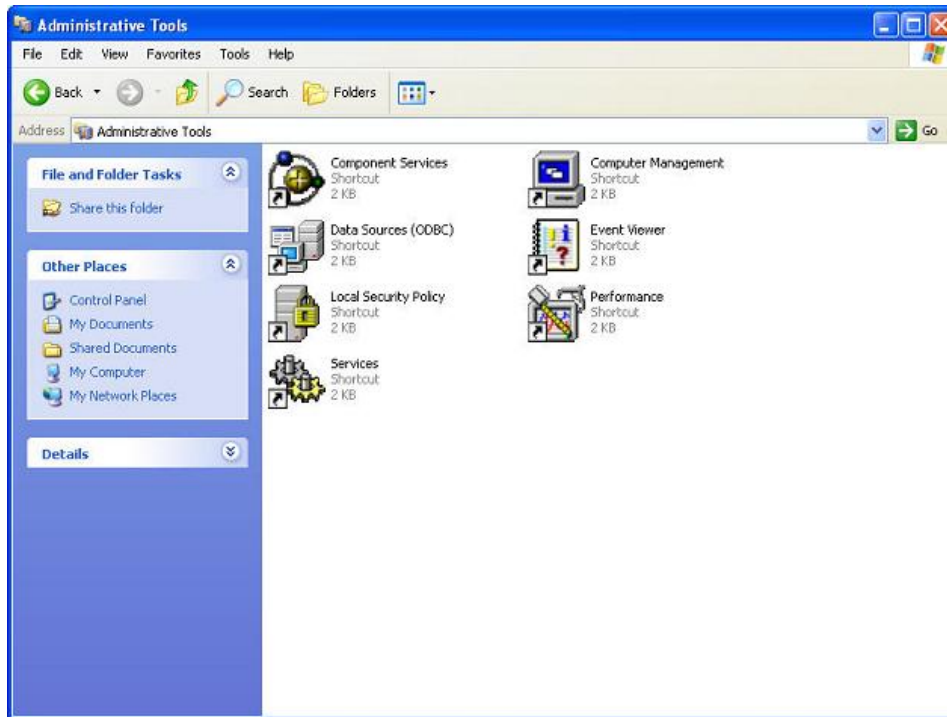 Administrative Tools
File Edit View Favorites Tools Help
Back Search Folders
Address Administrative Tools Go
File and Folder Tasks
Share this folder
Other Places
Control Panel
My Documents
Shared Documents
My Computer
My Network Places
Details
Component Services
Shortcut
2 KB
Computer Management
Shortcut
2 KB
Data Sources (ODBC)
Shortcut
2 KB
Event Viewer
Shortcut
2 KB
Local Security Policy
Shortcut
2 KB
Performance
Shortcut
2 KB
Services
Shortcut
2 KB